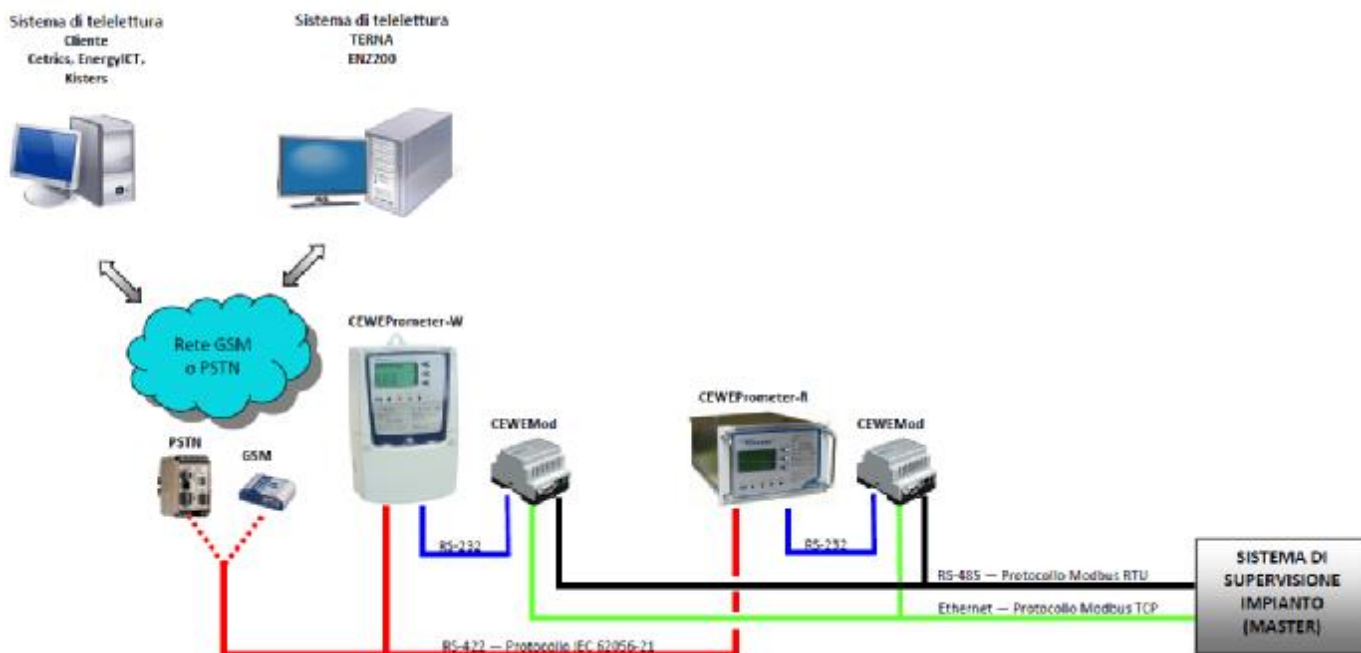 Sistema di telelettura
Cliente
Cetrics, EnergyICT,
Kisters
Sistema di telelettura
TERNA
ENZ200
Rete GSM
o PSTN
PSTN
GSM
CEWEPrometer-W
CEWEMod
CEWEPrometer-R
CEWEMod
RS-232
RS-232
RS-485 — Protocollo Modbus RTU
Ethernet — Protocollo Modbus TCP
RS-422 — Protocollo IEC 62056-21
SISTEMA DI
SUPERVISIONE
IMPIANTO
(MASTER)